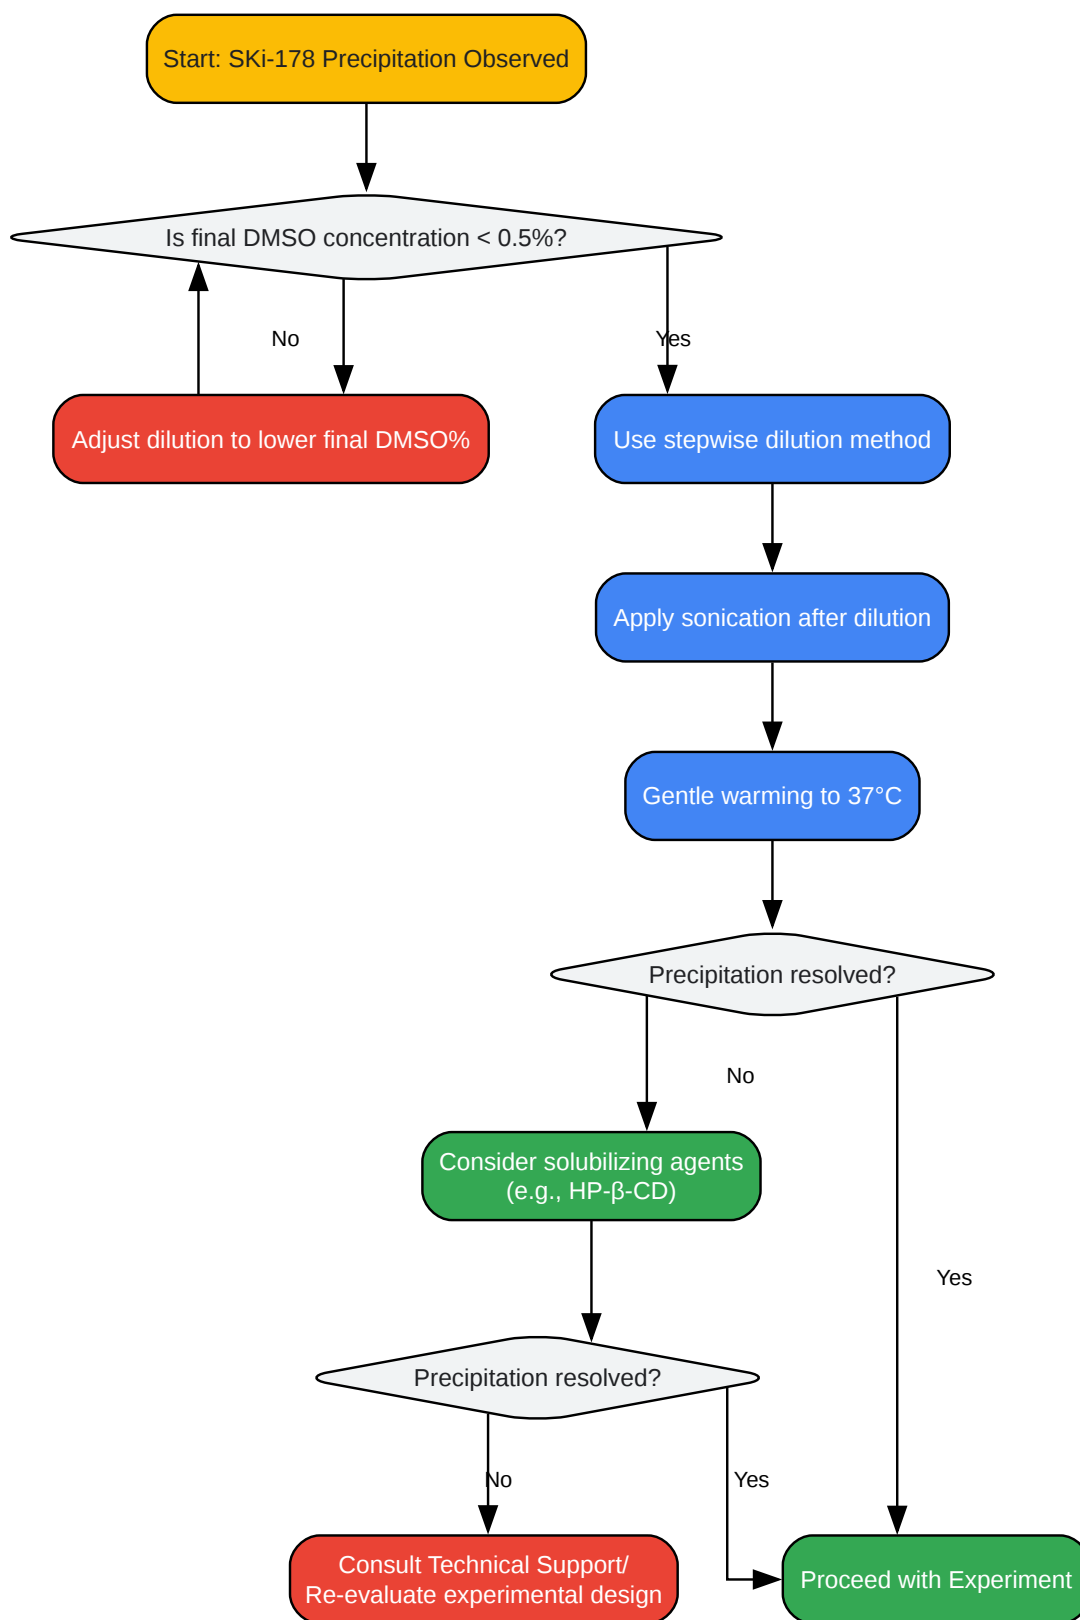 Start: SKi-178 Precipitation Observed
Is final DMSO concentration < 0.5%?
No
Yes
Adjust dilution to lower final DMSO%
Use stepwise dilution method
Apply sonication after dilution
Gentle warming to 37°C
Precipitation resolved?
No
Consider solubilizing agents
(e.g., HP-β-CD)
Yes
Precipitation resolved?
No
Yes
Consult Technical Support/
Re-evaluate experimental design
Proceed with Experiment